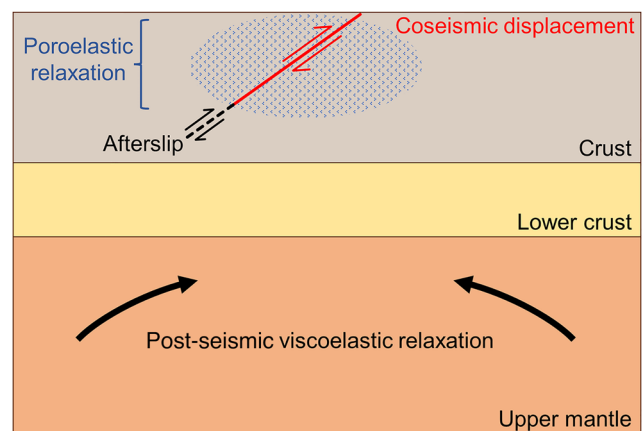 Coseismic displacement
Poroelastic
relaxation
Afterslip
Crust
Lower crust
Post-seismic viscoelastic relaxation
Upper mantle